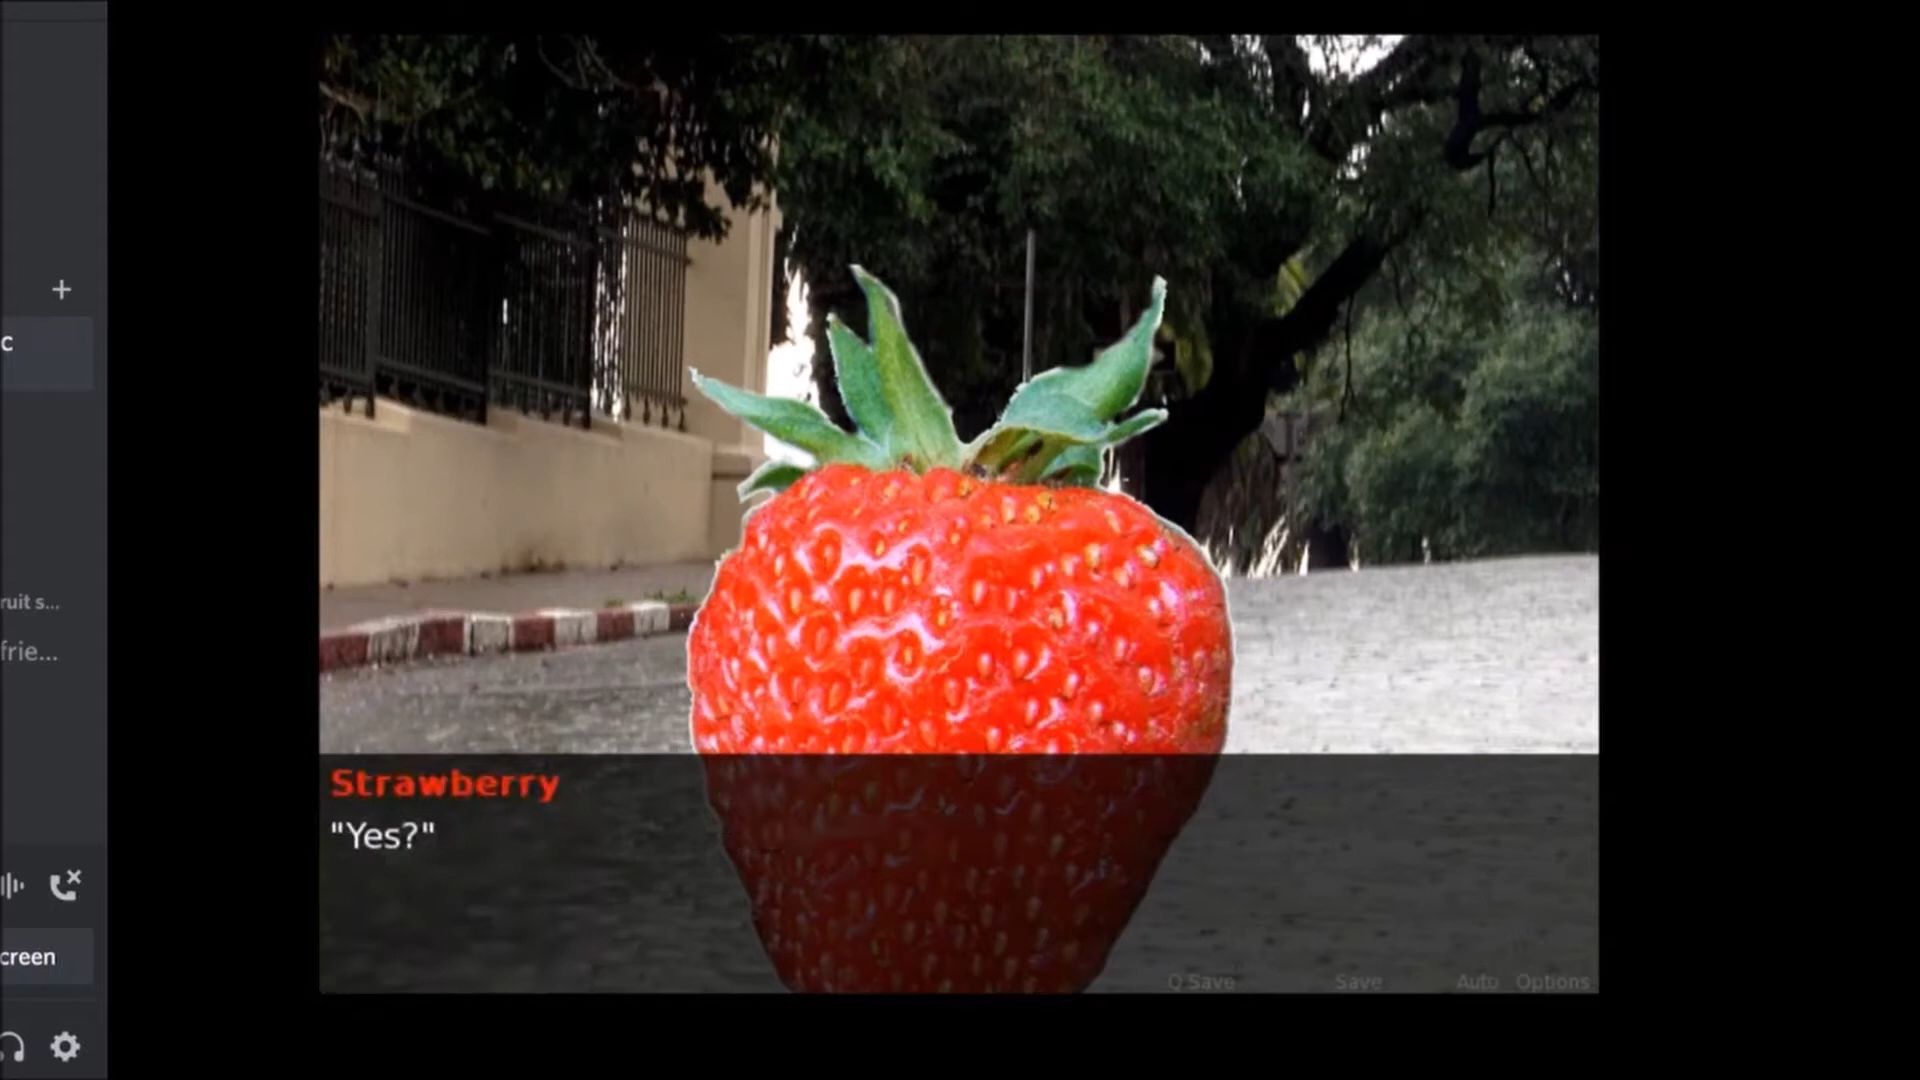 c
ruit s...
frie...
creen
Strawberry
"Yes?"
Q.Save Save Auto Options